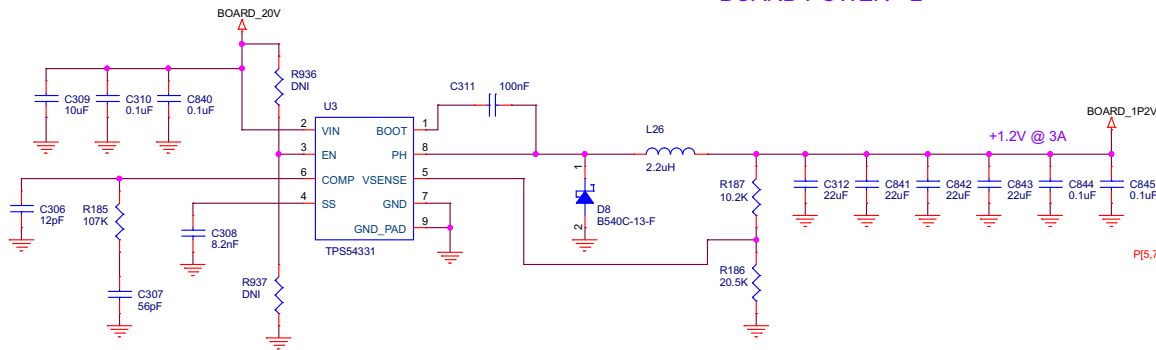 BOARD_20V
R936
DNI
C309
10uF
C310
0.1uF
C840
0.1uF
C311
100nF
U3
2
VIN
BOOT
1
3
EN
PH
8
6
COMP
VSENSE
5
4
SS
GND
7
GND_PAD
9
TPS54331
L26
2.2uH
BOARD_1P2V
+1.2V @ 3A
1
D8
2
B540C-13-F
R187
10.2K
R186
20.5K
C312
22uF
C841
22uF
C842
22uF
C843
22uF
C844
0.1uF
C845
0.1uF
C306
12pF
R185
107K
C308
8.2nF
C307
56pF
R937
DNI
P[5,7